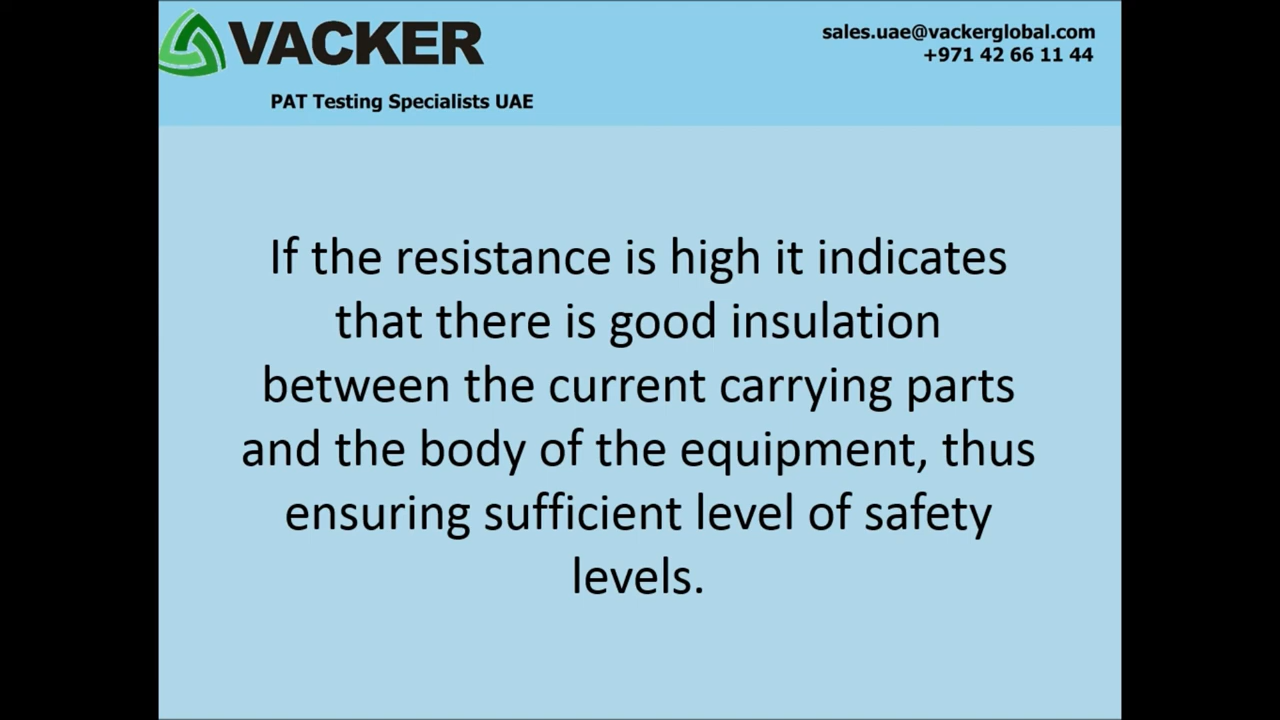 VACKER
sales.uae@vackerglobal.com
+971 42 66 11 44
PAT Testing Specialists UAE
If the resistance is high it indicates
that there is good insulation
between the current carrying parts
and the body of the equipment, thus
ensuring sufficient level of safety
levels.